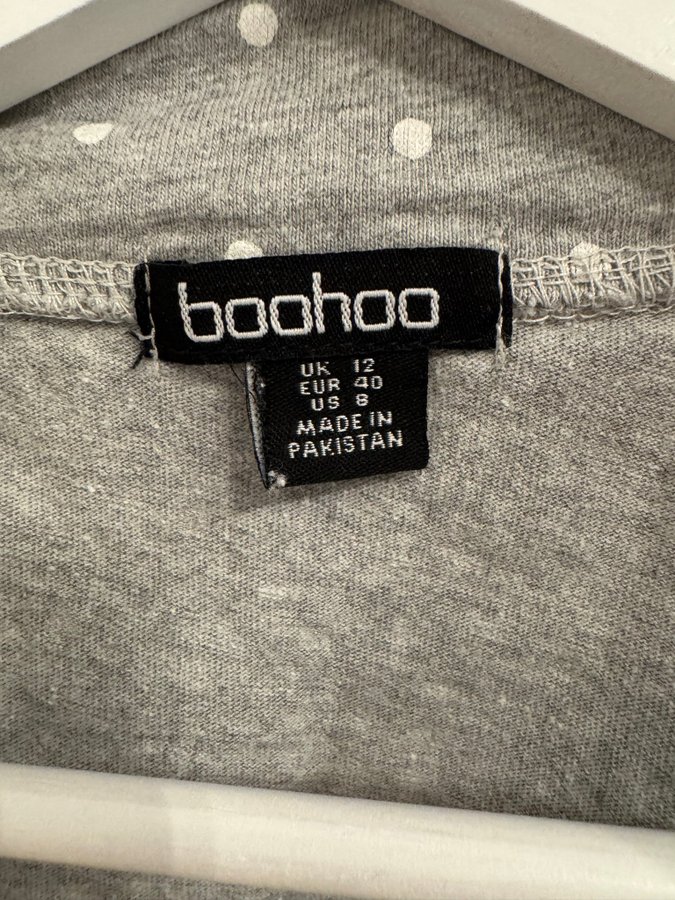 boohoo
UK 12
EUR 40
US 8
MADE IN
PAKISTAN